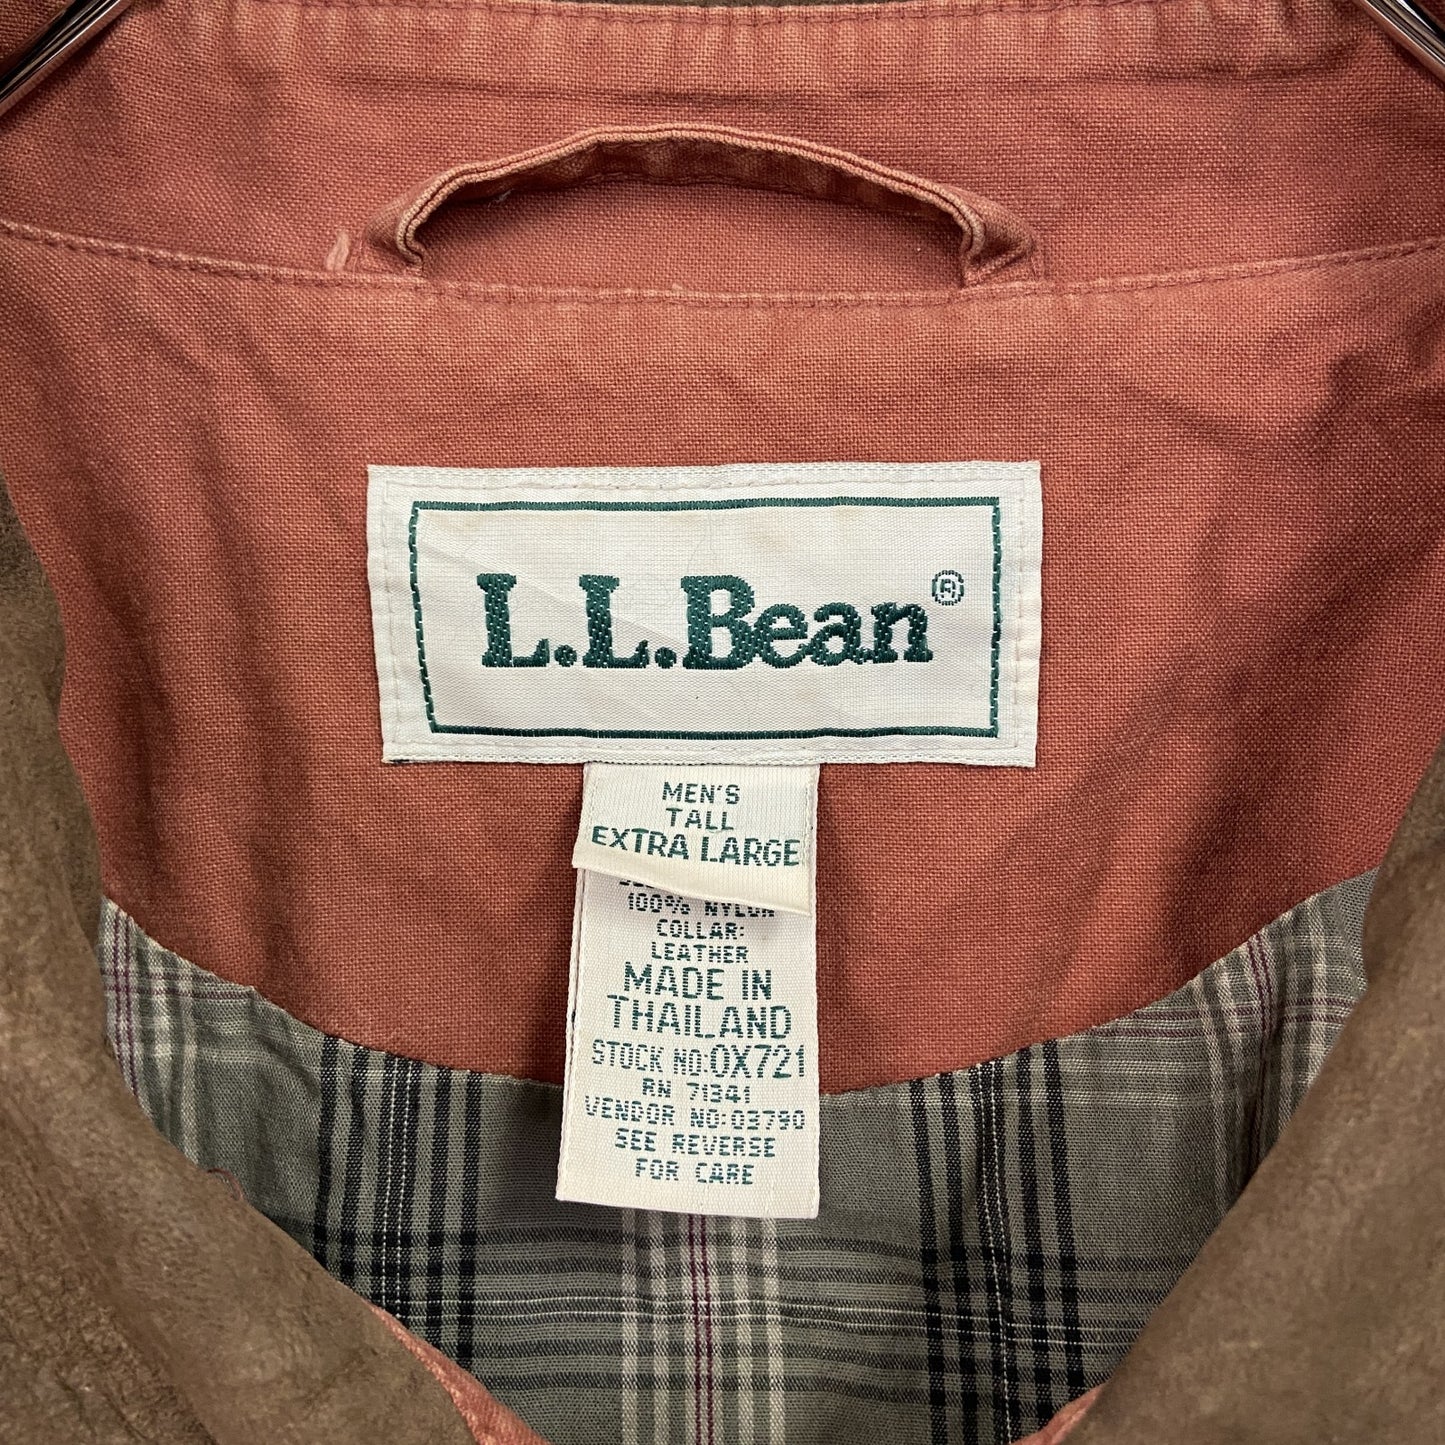 L.L.Bean®
MEN'S
TALL
EXTRA LARGE
100% NYLON
COLLAR:
LEATHER
MADE IN
THAILAND
STOCK NO:0X721
RN 71341
VENDOR NO:03790
SEE REVERSE
FOR CARE